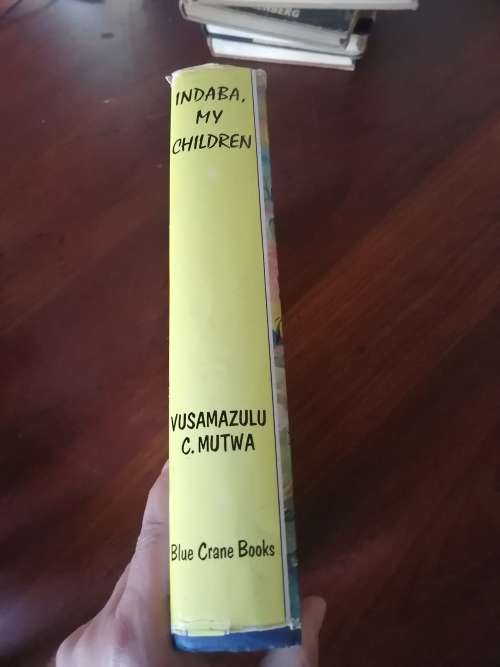 INDABA,
MY
CHILDREN
VUSAMAZULU
C. MUTWA
Blue Crane Books